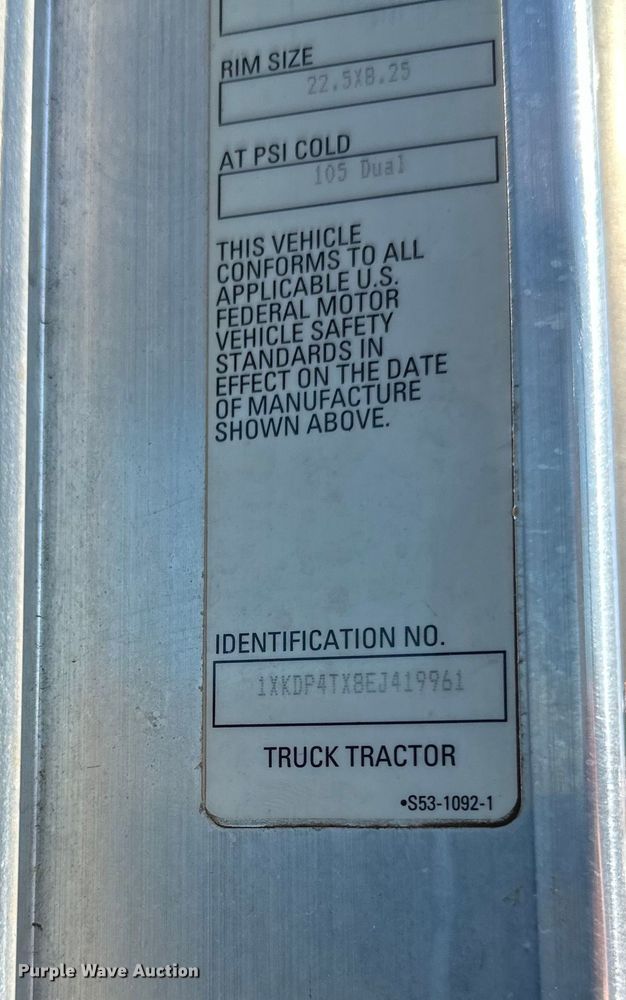 RIM SIZE
22.5X8.25
AT PSI COLD
105 Dual
THIS VEHICLE
CONFORMS TO ALL
APPLICABLE U.S.
FEDERAL MOTOR
VEHICLE SAFETY
STANDARDS IN
EFFECT ON THE DATE
OF MANUFACTURE
SHOWN ABOVE.
IDENTIFICATION NO.
1XKDP4TX8EJ419961
TRUCK TRACTOR
•S53-1092-1
Purple Wave Auction